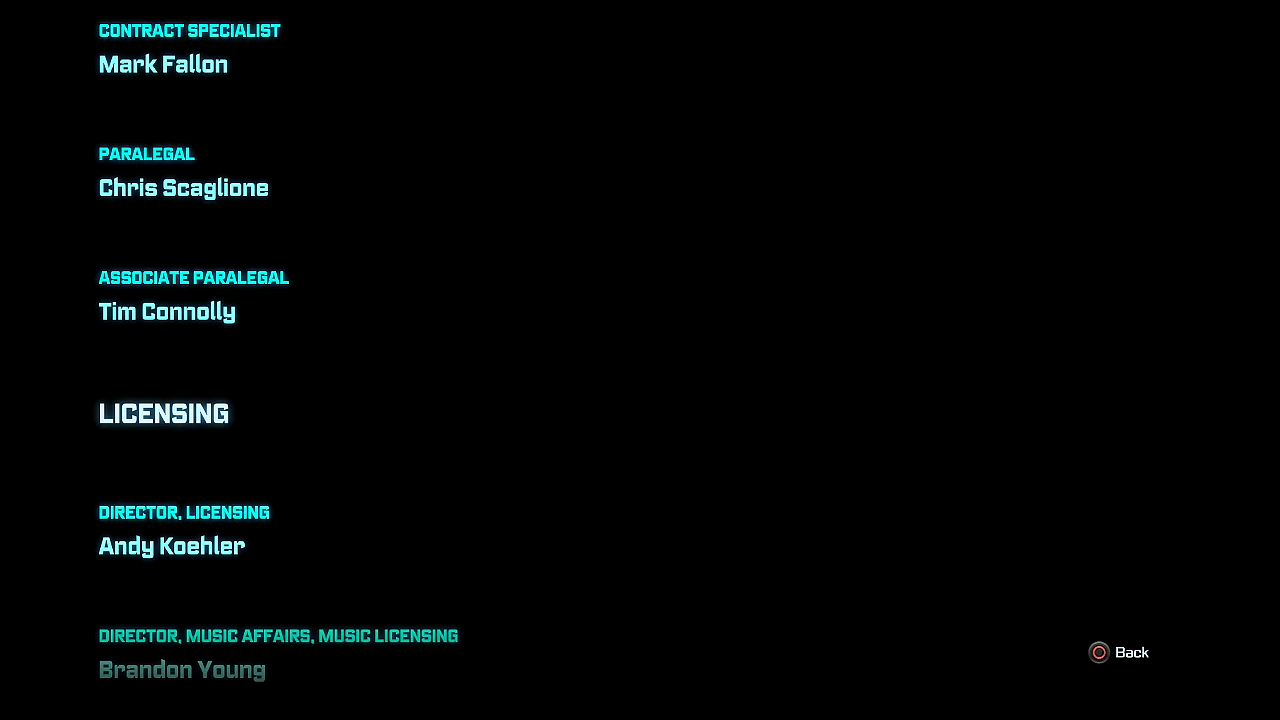 CONTRACT SPECIALIST
Mark Fallon
PARALEGAL
Chris Scaglione
ASSOCIATE PARALEGAL
Tim Connolly
LICENSING
DIRECTOR, LICENSING
Andy Koehler
DIRECTOR, MUSIC AFFAIRS, MUSIC LICENSING
Brandon Young
Back